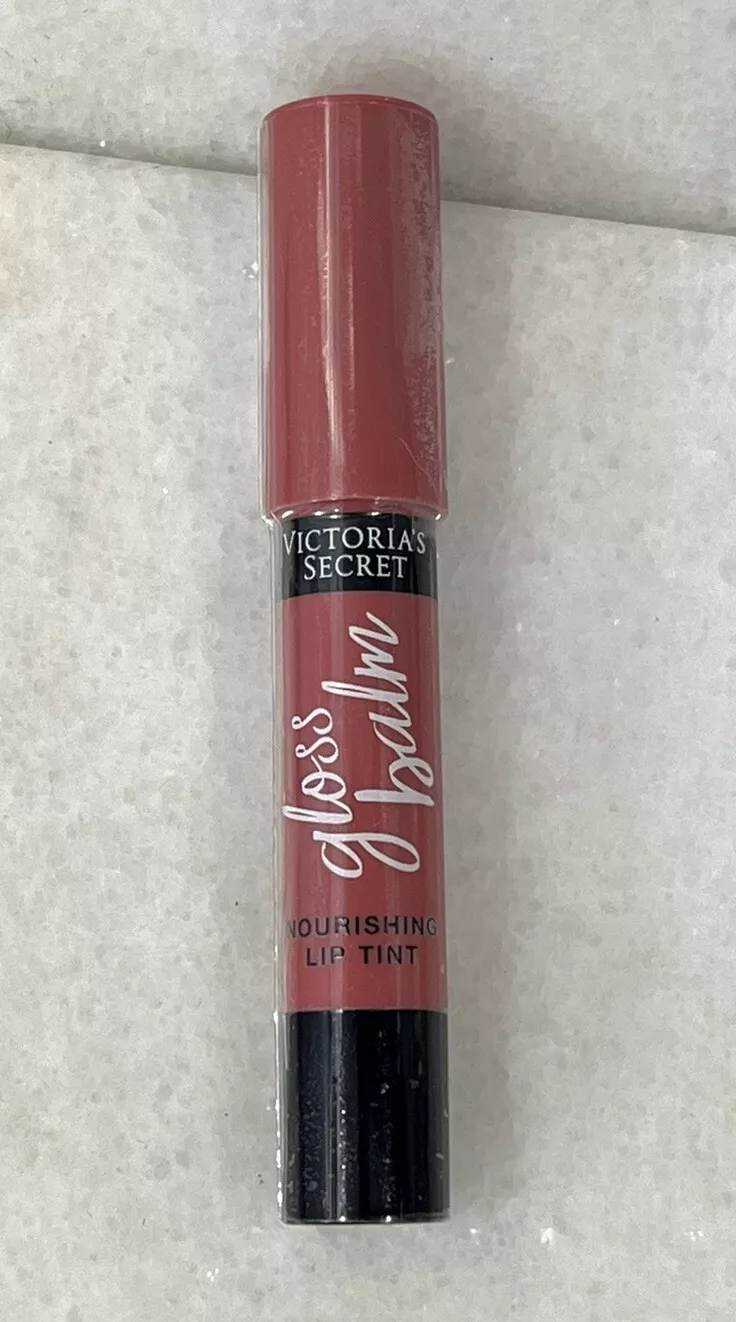 VICTORIA'S
SECRET
gloss
balm
NOURISHING
LIP TINT